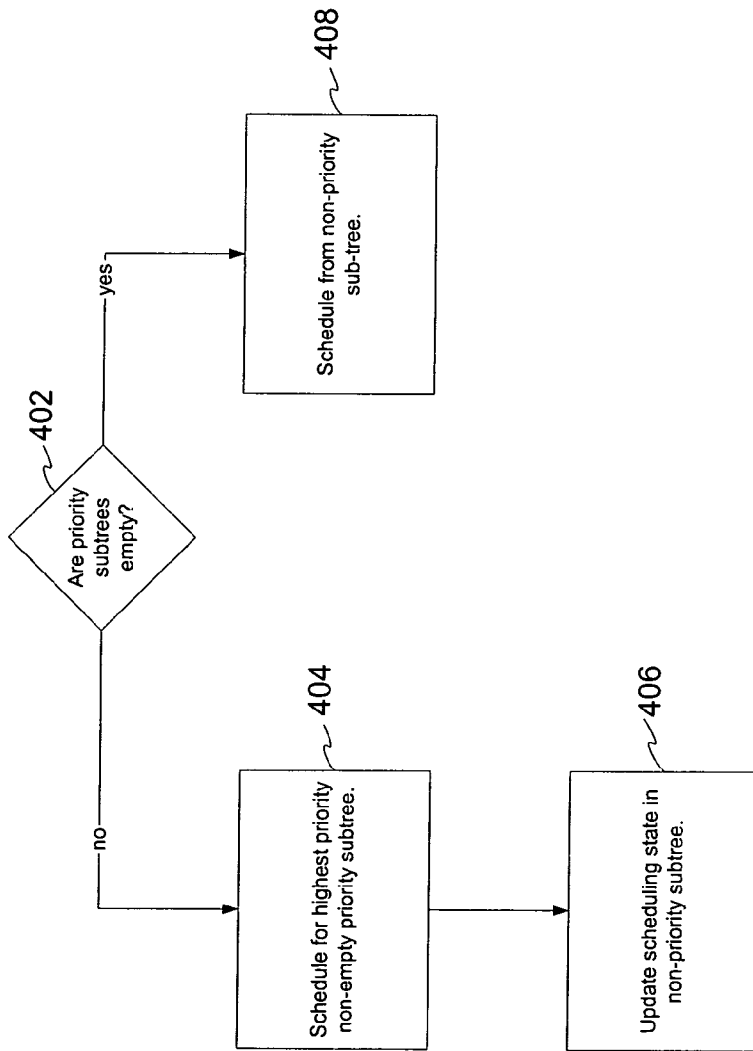 402
Are priority
subtrees
empty?
no
yes
404
Schedule for highest priority
non-empty priority subtree.
408
Schedule from non-priority
sub-tree.
406
Update scheduling state in
non-priority subtree.